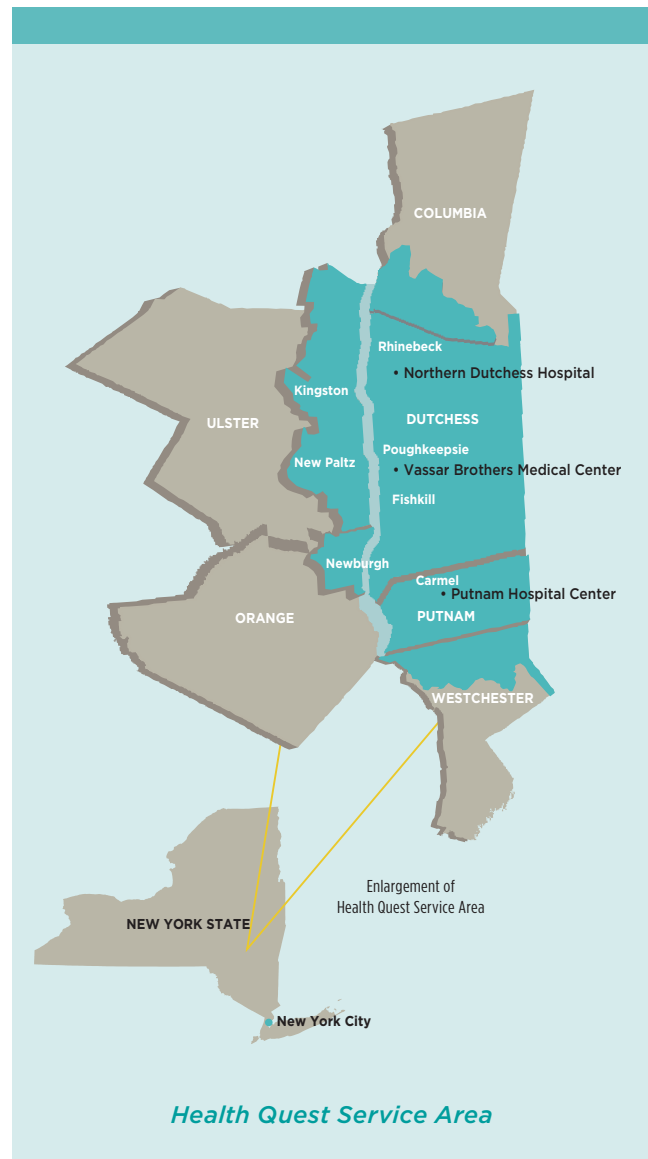 COLUMBIA
Rhinebeck
• Northern Dutchess Hospital
Kingston
DUTCHESS
ULSTER
Poughkeepsie
New Paltz
• Vassar Brothers Medical Center
Fishkill
Newburgh
Carmel
• Putnam Hospital Center
ORANGE
PUTNAM
WESTCHESTER
Enlargement of
Health Quest Service Area
NEW YORK STATE
New York City
Health Quest Service Area